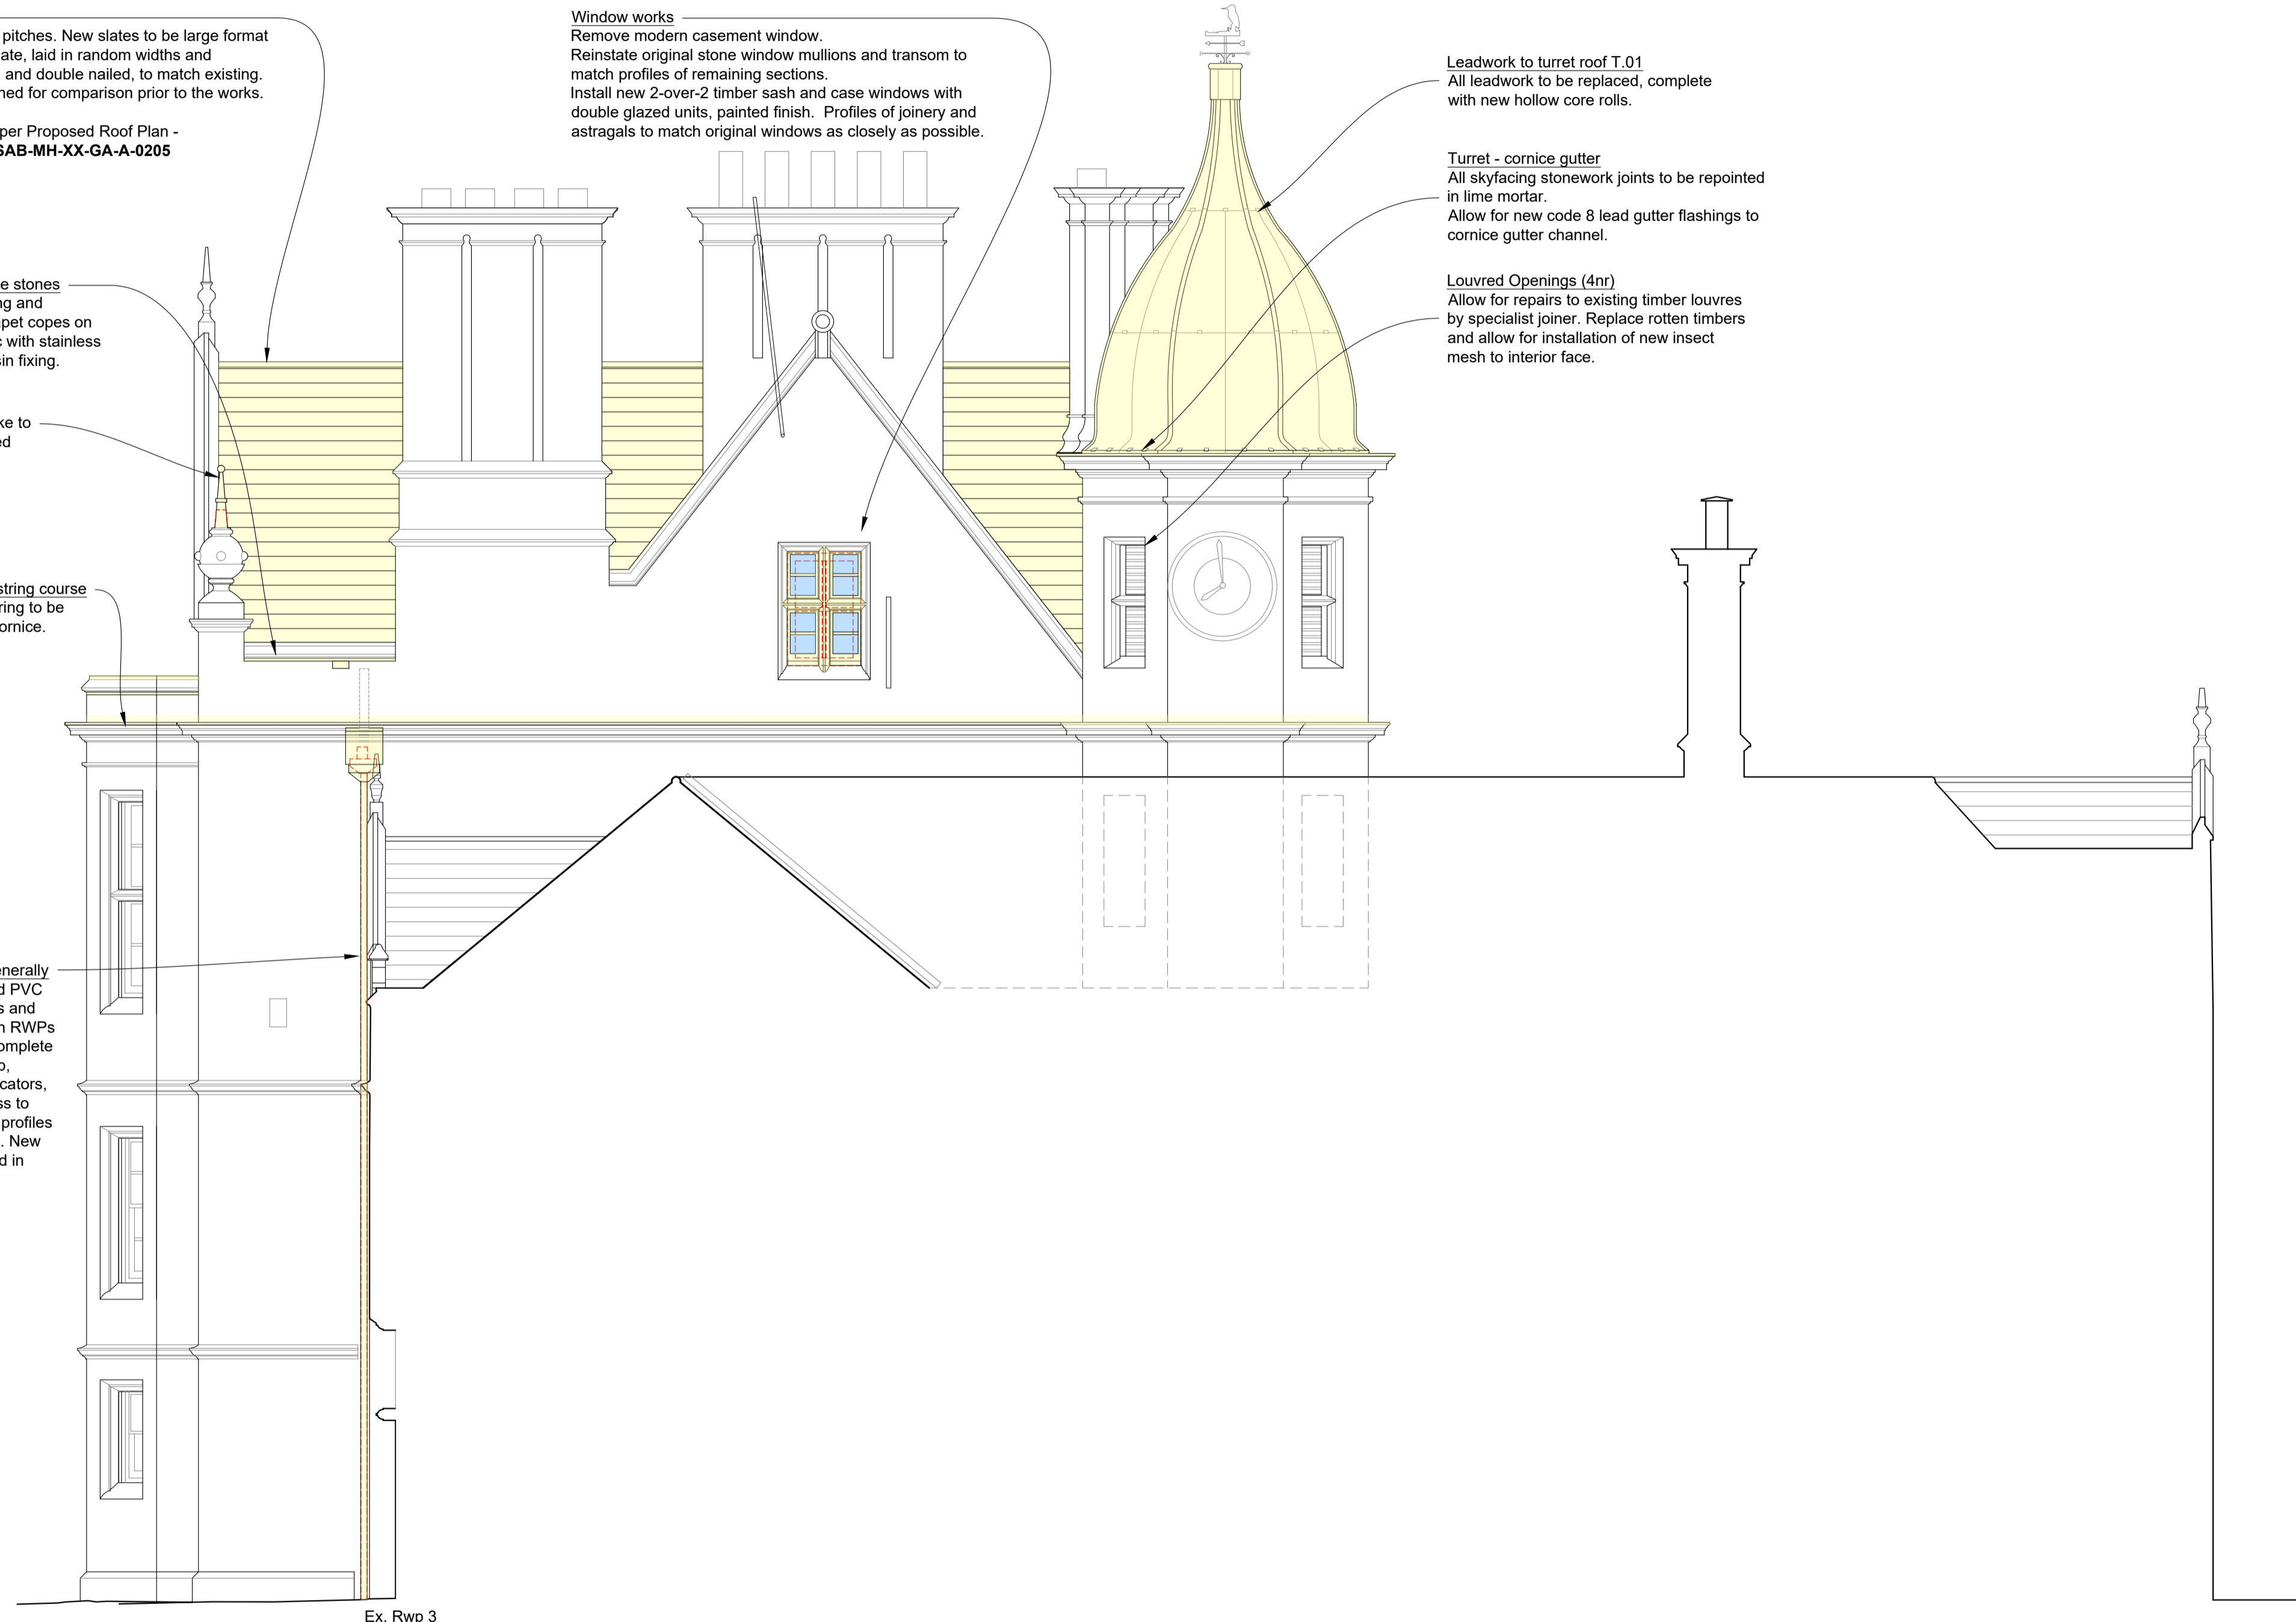 pitches. New slates to be large format
ate, laid in random widths and
and double nailed, to match existing.
ned for comparison prior to the works.
per Proposed Roof Plan -
SAB-MH-XX-GA-A-0205
Window works
Remove modern casement window.
Reinstate original stone window mullions and transom to
match profiles of remaining sections.
Install new 2-over-2 timber sash and case windows with
double glazed units, painted finish. Profiles of joinery and
astragals to match original windows as closely as possible.
Leadwork to turret roof T.01
All leadwork to be replaced, complete
with new hollow core rolls.
Turret - cornice gutter
All skyfacing stonework joints to be repointed
in lime mortar.
Allow for new code 8 lead gutter flashings to
cornice gutter channel.
Louvred Openings (4nr)
Allow for repairs to existing timber louvres
by specialist joiner. Replace rotten timbers
and allow for installation of new insect
mesh to interior face.
e stones
ng and
apet copes on
c with stainless
sin fixing.
ke to
ed
string course
ring to be
ornice.
enerally
d PVC
s and
n RWPs
omplete
p,
cators,
ss to
profiles
. New
d in
Ex. Rwp 3